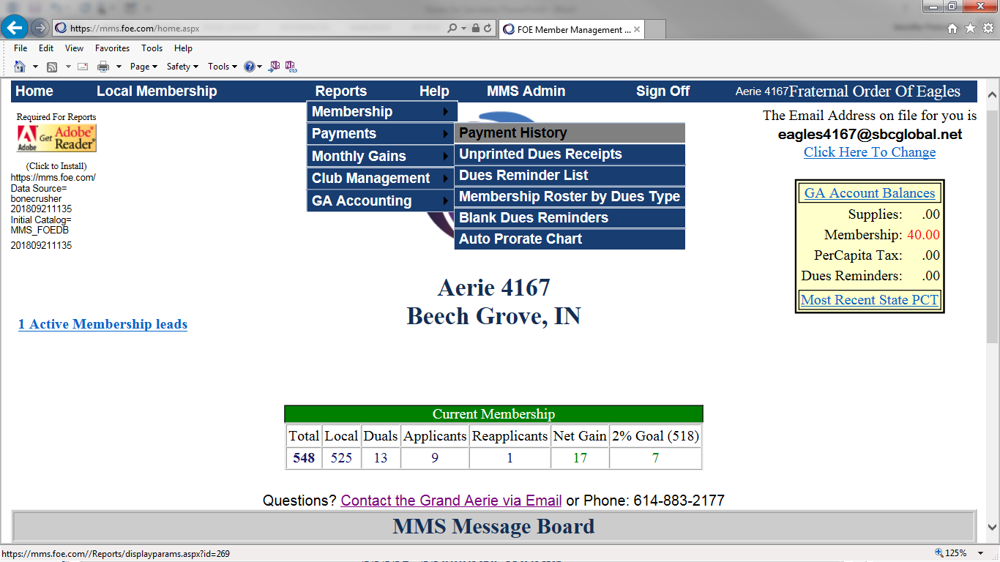 https://mms.foe.com/home.aspx
FOE Member Management ...
File Edit View Favorites Tools Help
Page Safety Tools
Home Local Membership Reports Help MMS Admin Sign Off Aerie 4167 Fraternal Order Of Eagles
Required For Reports
Adobe Get Adobe® Reader®
(Click to Install)
https://mms.foe.com/
Data Source=
bonecrusher
201809211135
Initial Catalog=
MMS_FOEDB
201809211135
1 Active Membership leads
Membership
Payments
Monthly Gains
Club Management
GA Accounting
Payment History
Unprinted Dues Receipts
Dues Reminder List
Membership Roster by Dues Type
Blank Dues Reminders
Auto Prorate Chart
The Email Address on file for you is
eagles4167@sbcglobal.net
Click Here To Change
GA Account Balances
Supplies: .00
Membership: 40.00
PerCapita Tax: .00
Dues Reminders: .00
Most Recent State PCT
Aerie 4167
Beech Grove, IN
Current Membership
Total Local Duals Applicants Reapplicants Net Gain 2% Goal (518)
548 525 13 9 1 17 7
Questions? Contact the Grand Aerie via Email or Phone: 614-883-2177
MMS Message Board
https://mms.foe.com//Reports/displayparams.aspx?id=269
125%